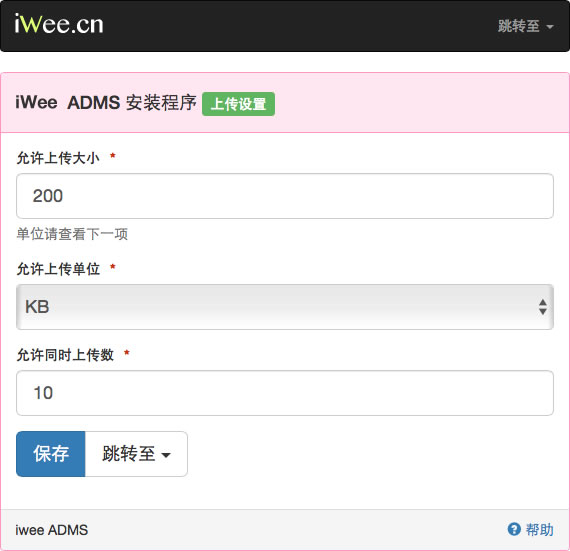 iWee.cn
跳转至
iWee ADMS 安装程序 上传设置
允许上传大小 *
200
单位请查看下一项
允许上传单位 *
KB
允许同时上传数 *
10
保存 跳转至
iwee ADMS
帮助